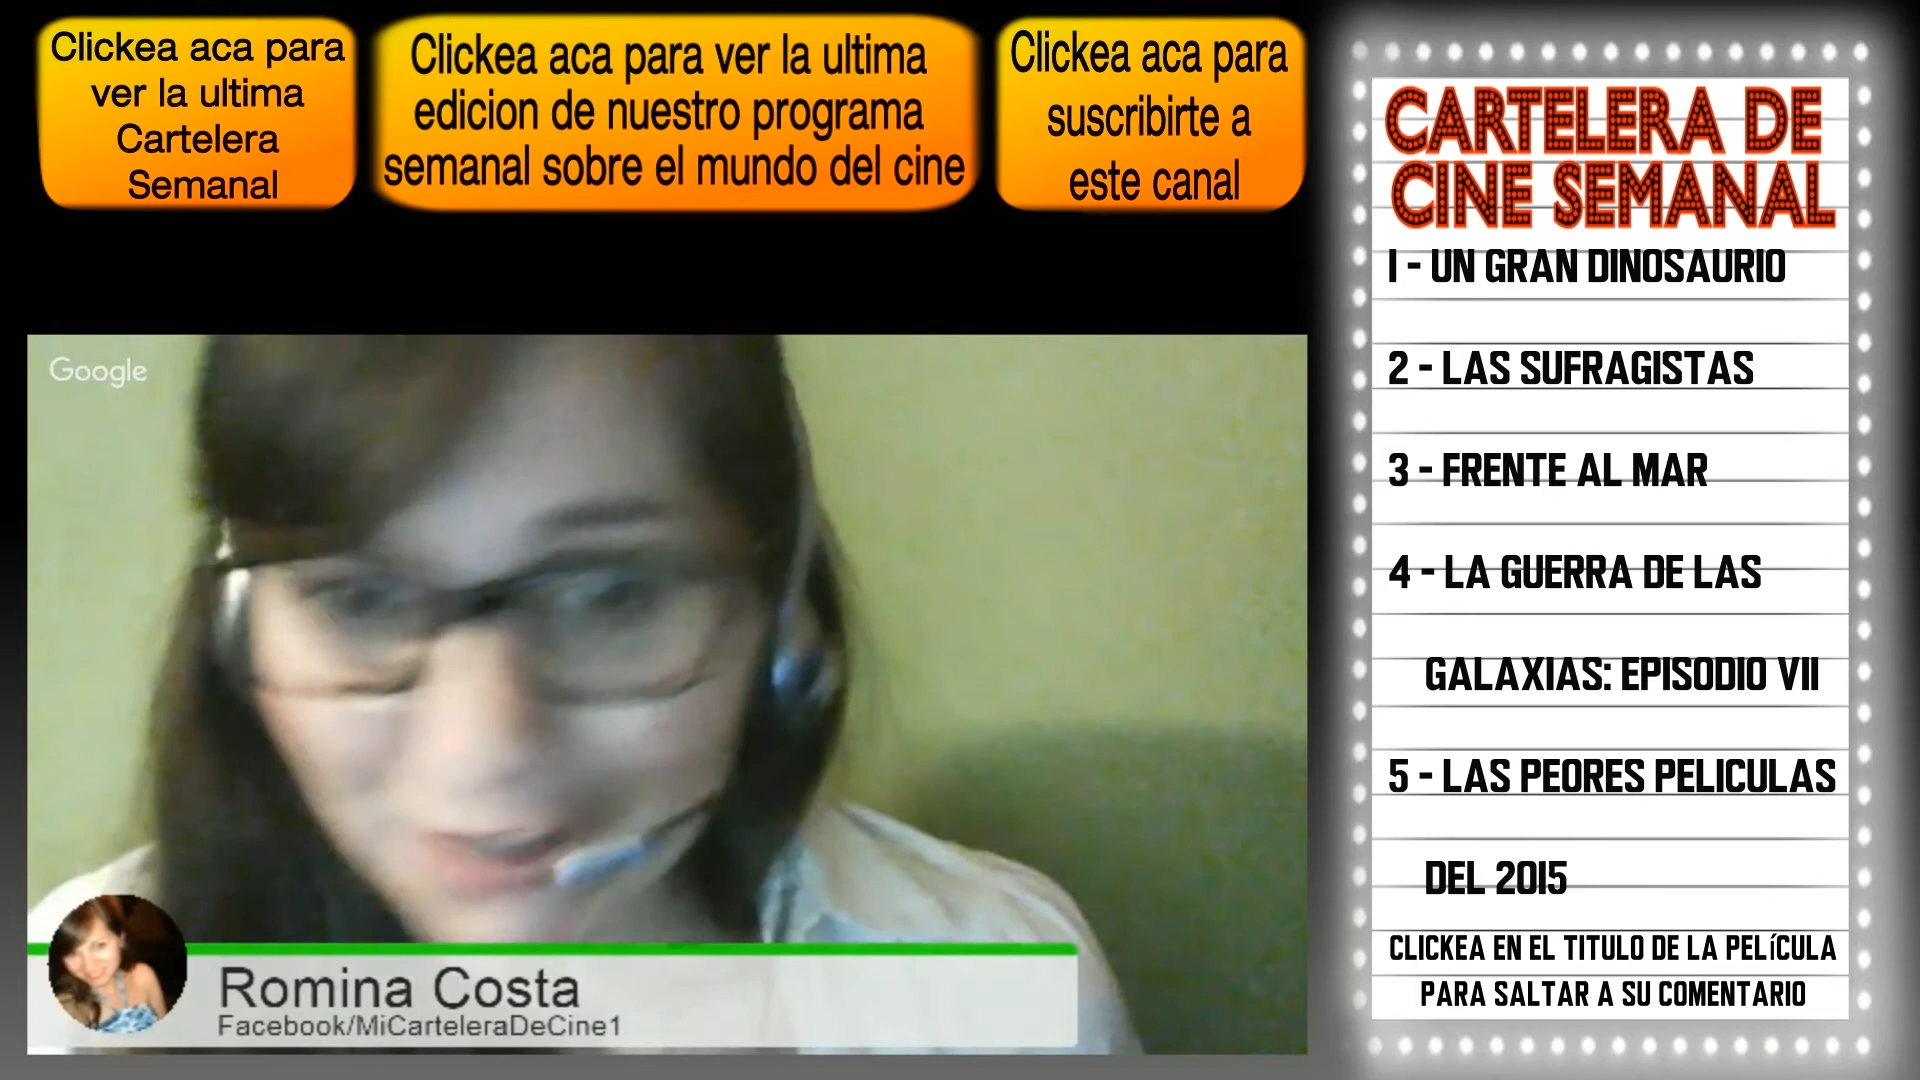 Clickea aca para
ver la ultima
Cartelera
Semanal
Clickea aca para ver la ultima
edicion de nuestro programa
semanal sobre el mundo del cine
Clickea aca para
suscribirte a
este canal
CARTELERA DE
CINE SEMANAL
1 - UN GRAN DINOSAURIO
2 - LAS SUFRAGISTAS
3 - FRENTE AL MAR
4 - LA GUERRA DE LAS
GALAXIAS: EPISODIO VII
5 - LAS PEORES PELICULAS
DEL 2015
CLICKEA EN EL TITULO DE LA PELíCULA
PARA SALTAR A SU COMENTARIO
Google
Romina Costa
Facebook/MiCarteleraDeCine1